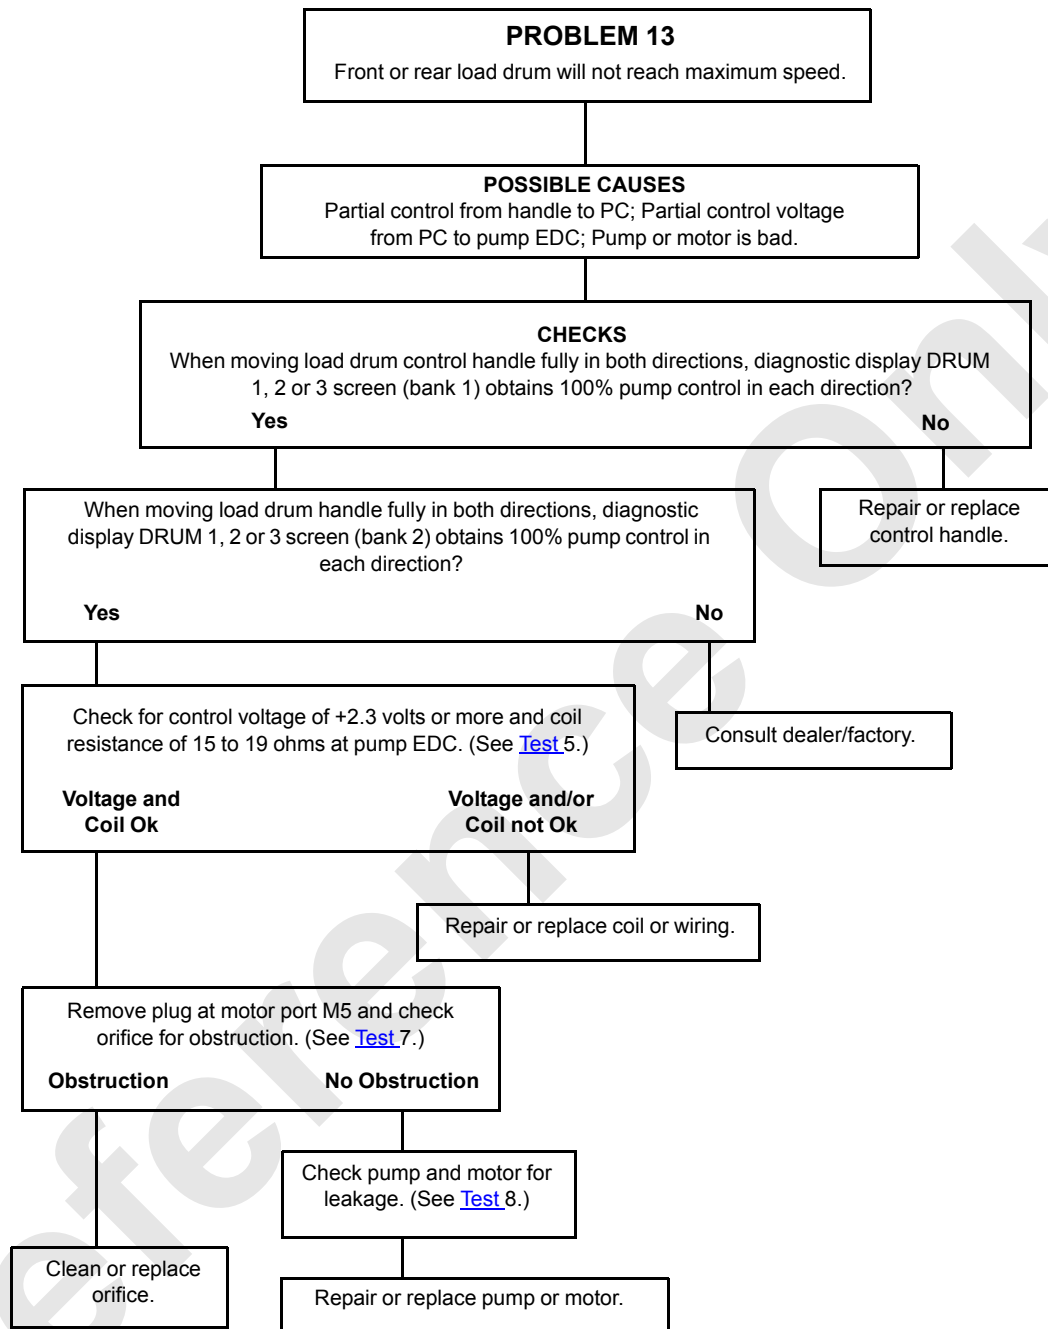 PROBLEM 13
Front or rear load drum will not reach maximum speed.
POSSIBLE CAUSES
Partial control from handle to PC; Partial control voltage
from PC to pump EDC; Pump or motor is bad.
CHECKS
When moving load drum control handle fully in both directions, diagnostic display DRUM
1, 2 or 3 screen (bank 1) obtains 100% pump control in each direction?
Yes
No
When moving load drum handle fully in both directions, diagnostic
display DRUM 1, 2 or 3 screen (bank 2) obtains 100% pump control in
each direction?
Yes
No
Repair or replace
control handle.
Check for control voltage of +2.3 volts or more and coil
resistance of 15 to 19 ohms at pump EDC. (See Test 5.)
Voltage and
Coil Ok
Voltage and/or
Coil not Ok
Consult dealer/factory.
Repair or replace coil or wiring.
Remove plug at motor port M5 and check
orifice for obstruction. (See Test 7.)
Obstruction
No Obstruction
Check pump and motor for
leakage. (See Test 8.)
Clean or replace
orifice.
Repair or replace pump or motor.